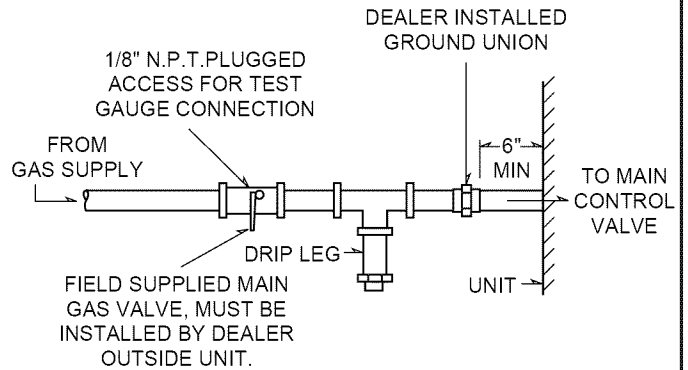 DEALER INSTALLED
GROUND UNION
1/8" N.P.T.PLUGGED
ACCESS FOR TEST
GAUGE CONNECTION
FROM
GAS SUPPLY
6"
MIN
TO MAIN
CONTROL
VALVE
DRIP LEG
UNIT
FIELD SUPPLIED MAIN
GAS VALVE, MUST BE
INSTALLED BY DEALER
OUTSIDE UNIT.